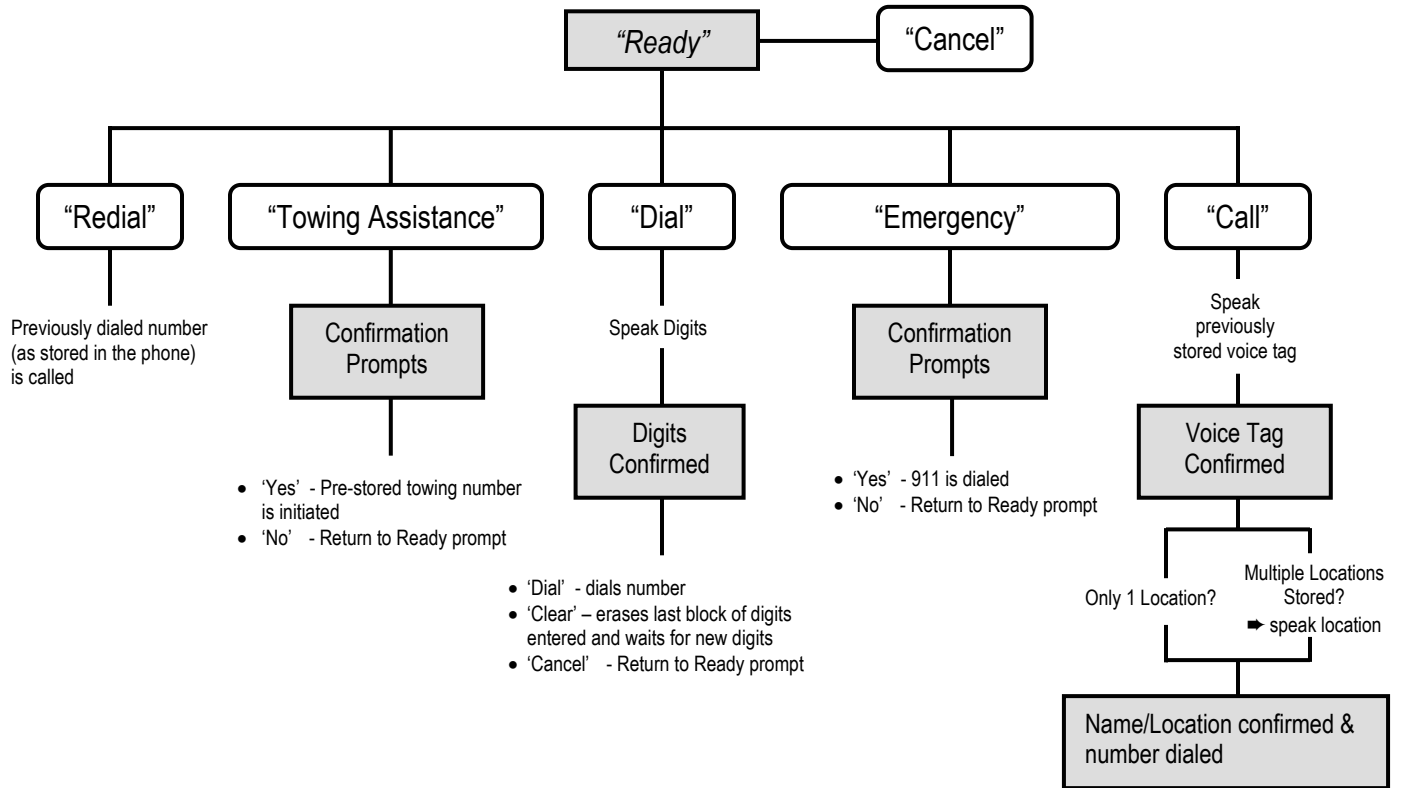 “Ready”
“Cancel”
“Redial”
“Towing Assistance”
“Dial”
“Emergency”
“Call”
Previously dialed number
(as stored in the phone)
is called
Confirmation
Prompts
• ‘Yes’ - Pre-stored towing number
is initiated
• ‘No’ - Return to Ready prompt
Speak Digits
Digits
Confirmed
• ‘Dial’ - dials number
• ‘Clear’ – erases last block of digits
entered and waits for new digits
• ‘Cancel’ - Return to Ready prompt
Confirmation
Prompts
• ‘Yes’ - 911 is dialed
• ‘No’ - Return to Ready prompt
Speak
previously
stored voice tag
Voice Tag
Confirmed
Only 1 Location?
Multiple Locations
Stored?
➨ speak location
Name/Location confirmed &
number dialed